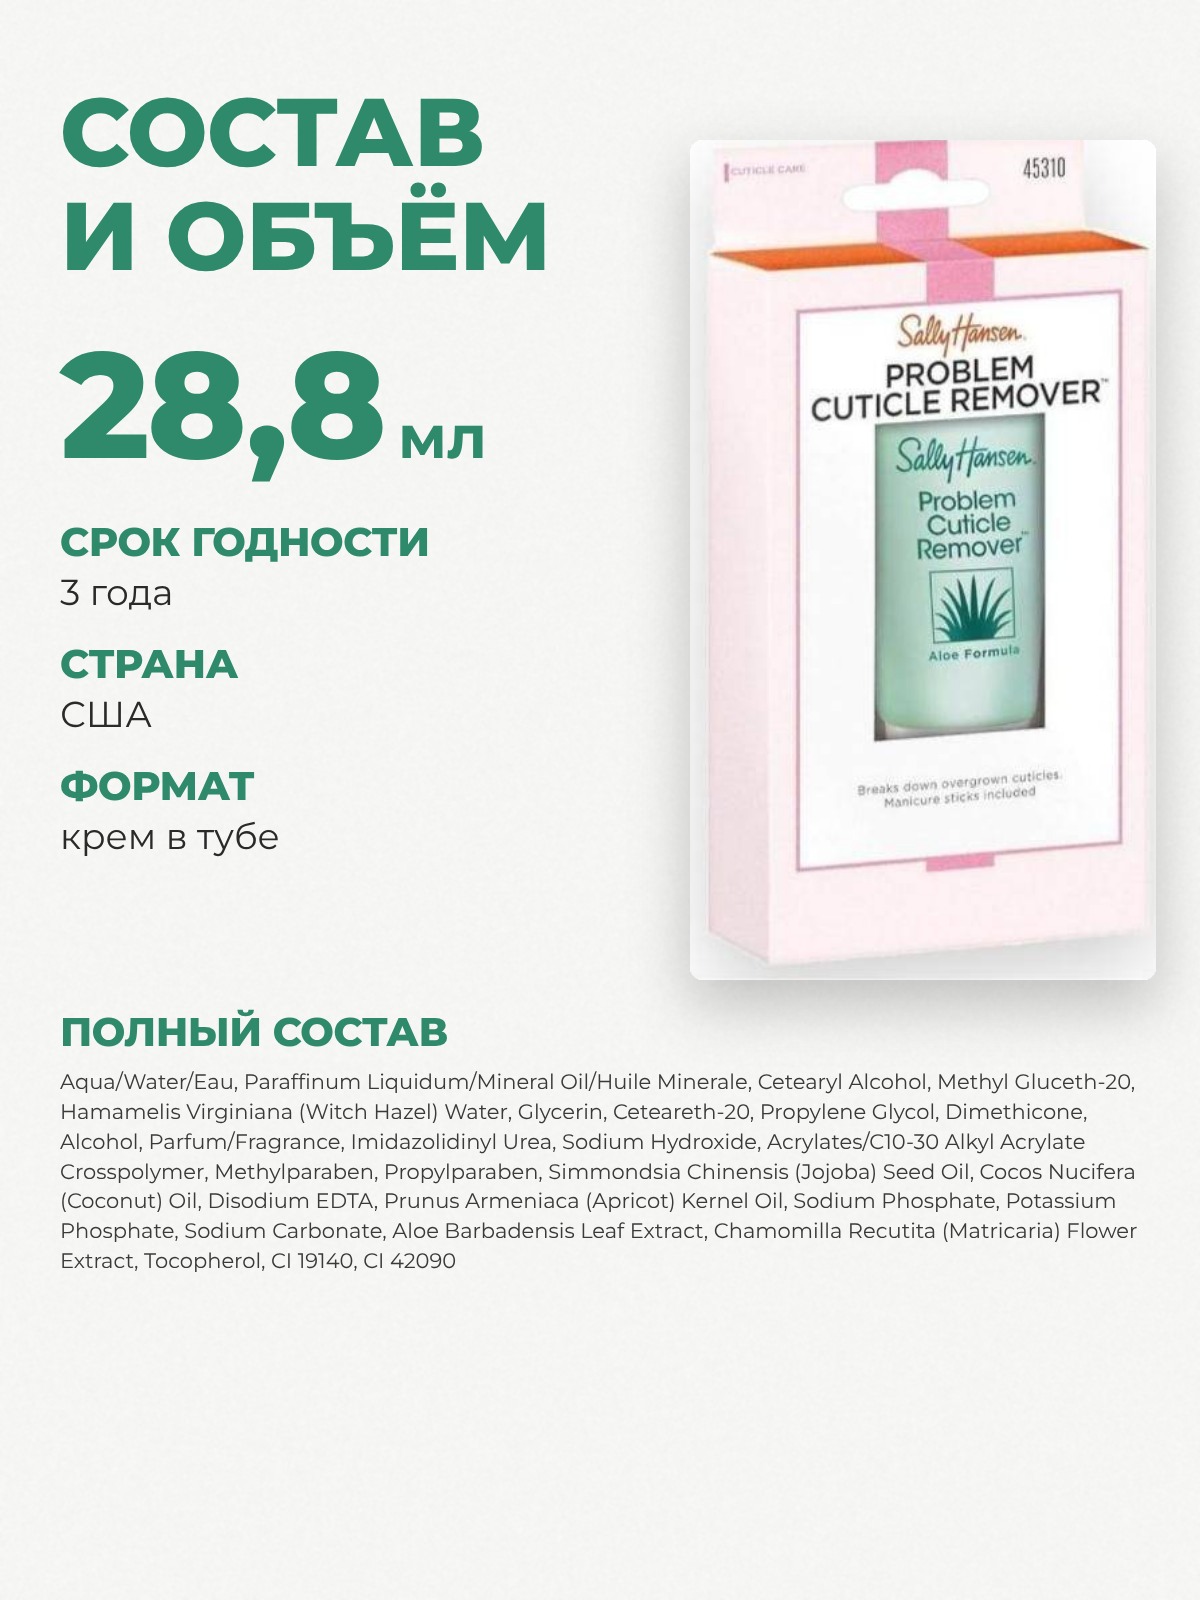 СОСТАВ
И ОБЪЁМ
28,8 мл
СРОК ГОДНОСТИ
3 года
СТРАНА
США
ФОРМАТ
крем в тубе
CUTICLE CARE
45310
Sally Hansen.
PROBLEM
CUTICLE REMOVER™
Sally Hansen.
Problem
Cuticle
Remover™
Aloe Formula
Breaks down overgrown cuticles.
Manicure sticks included
ПОЛНЫЙ СОСТАВ
Aqua/Water/Eau, Paraffinum Liquidum/Mineral Oil/Huile Minerale, Cetearyl Alcohol, Methyl Gluceth-20,
Hamamelis Virginiana (Witch Hazel) Water, Glycerin, Ceteareth-20, Propylene Glycol, Dimethicone,
Alcohol, Parfum/Fragrance, Imidazolidinyl Urea, Sodium Hydroxide, Acrylates/C10-30 Alkyl Acrylate
Crosspolymer, Methylparaben, Propylparaben, Simmondsia Chinensis (Jojoba) Seed Oil, Cocos Nucifera
(Coconut) Oil, Disodium EDTA, Prunus Armeniaca (Apricot) Kernel Oil, Sodium Phosphate, Potassium
Phosphate, Sodium Carbonate, Aloe Barbadensis Leaf Extract, Chamomilla Recutita (Matricaria) Flower
Extract, Tocopherol, CI 19140, CI 42090